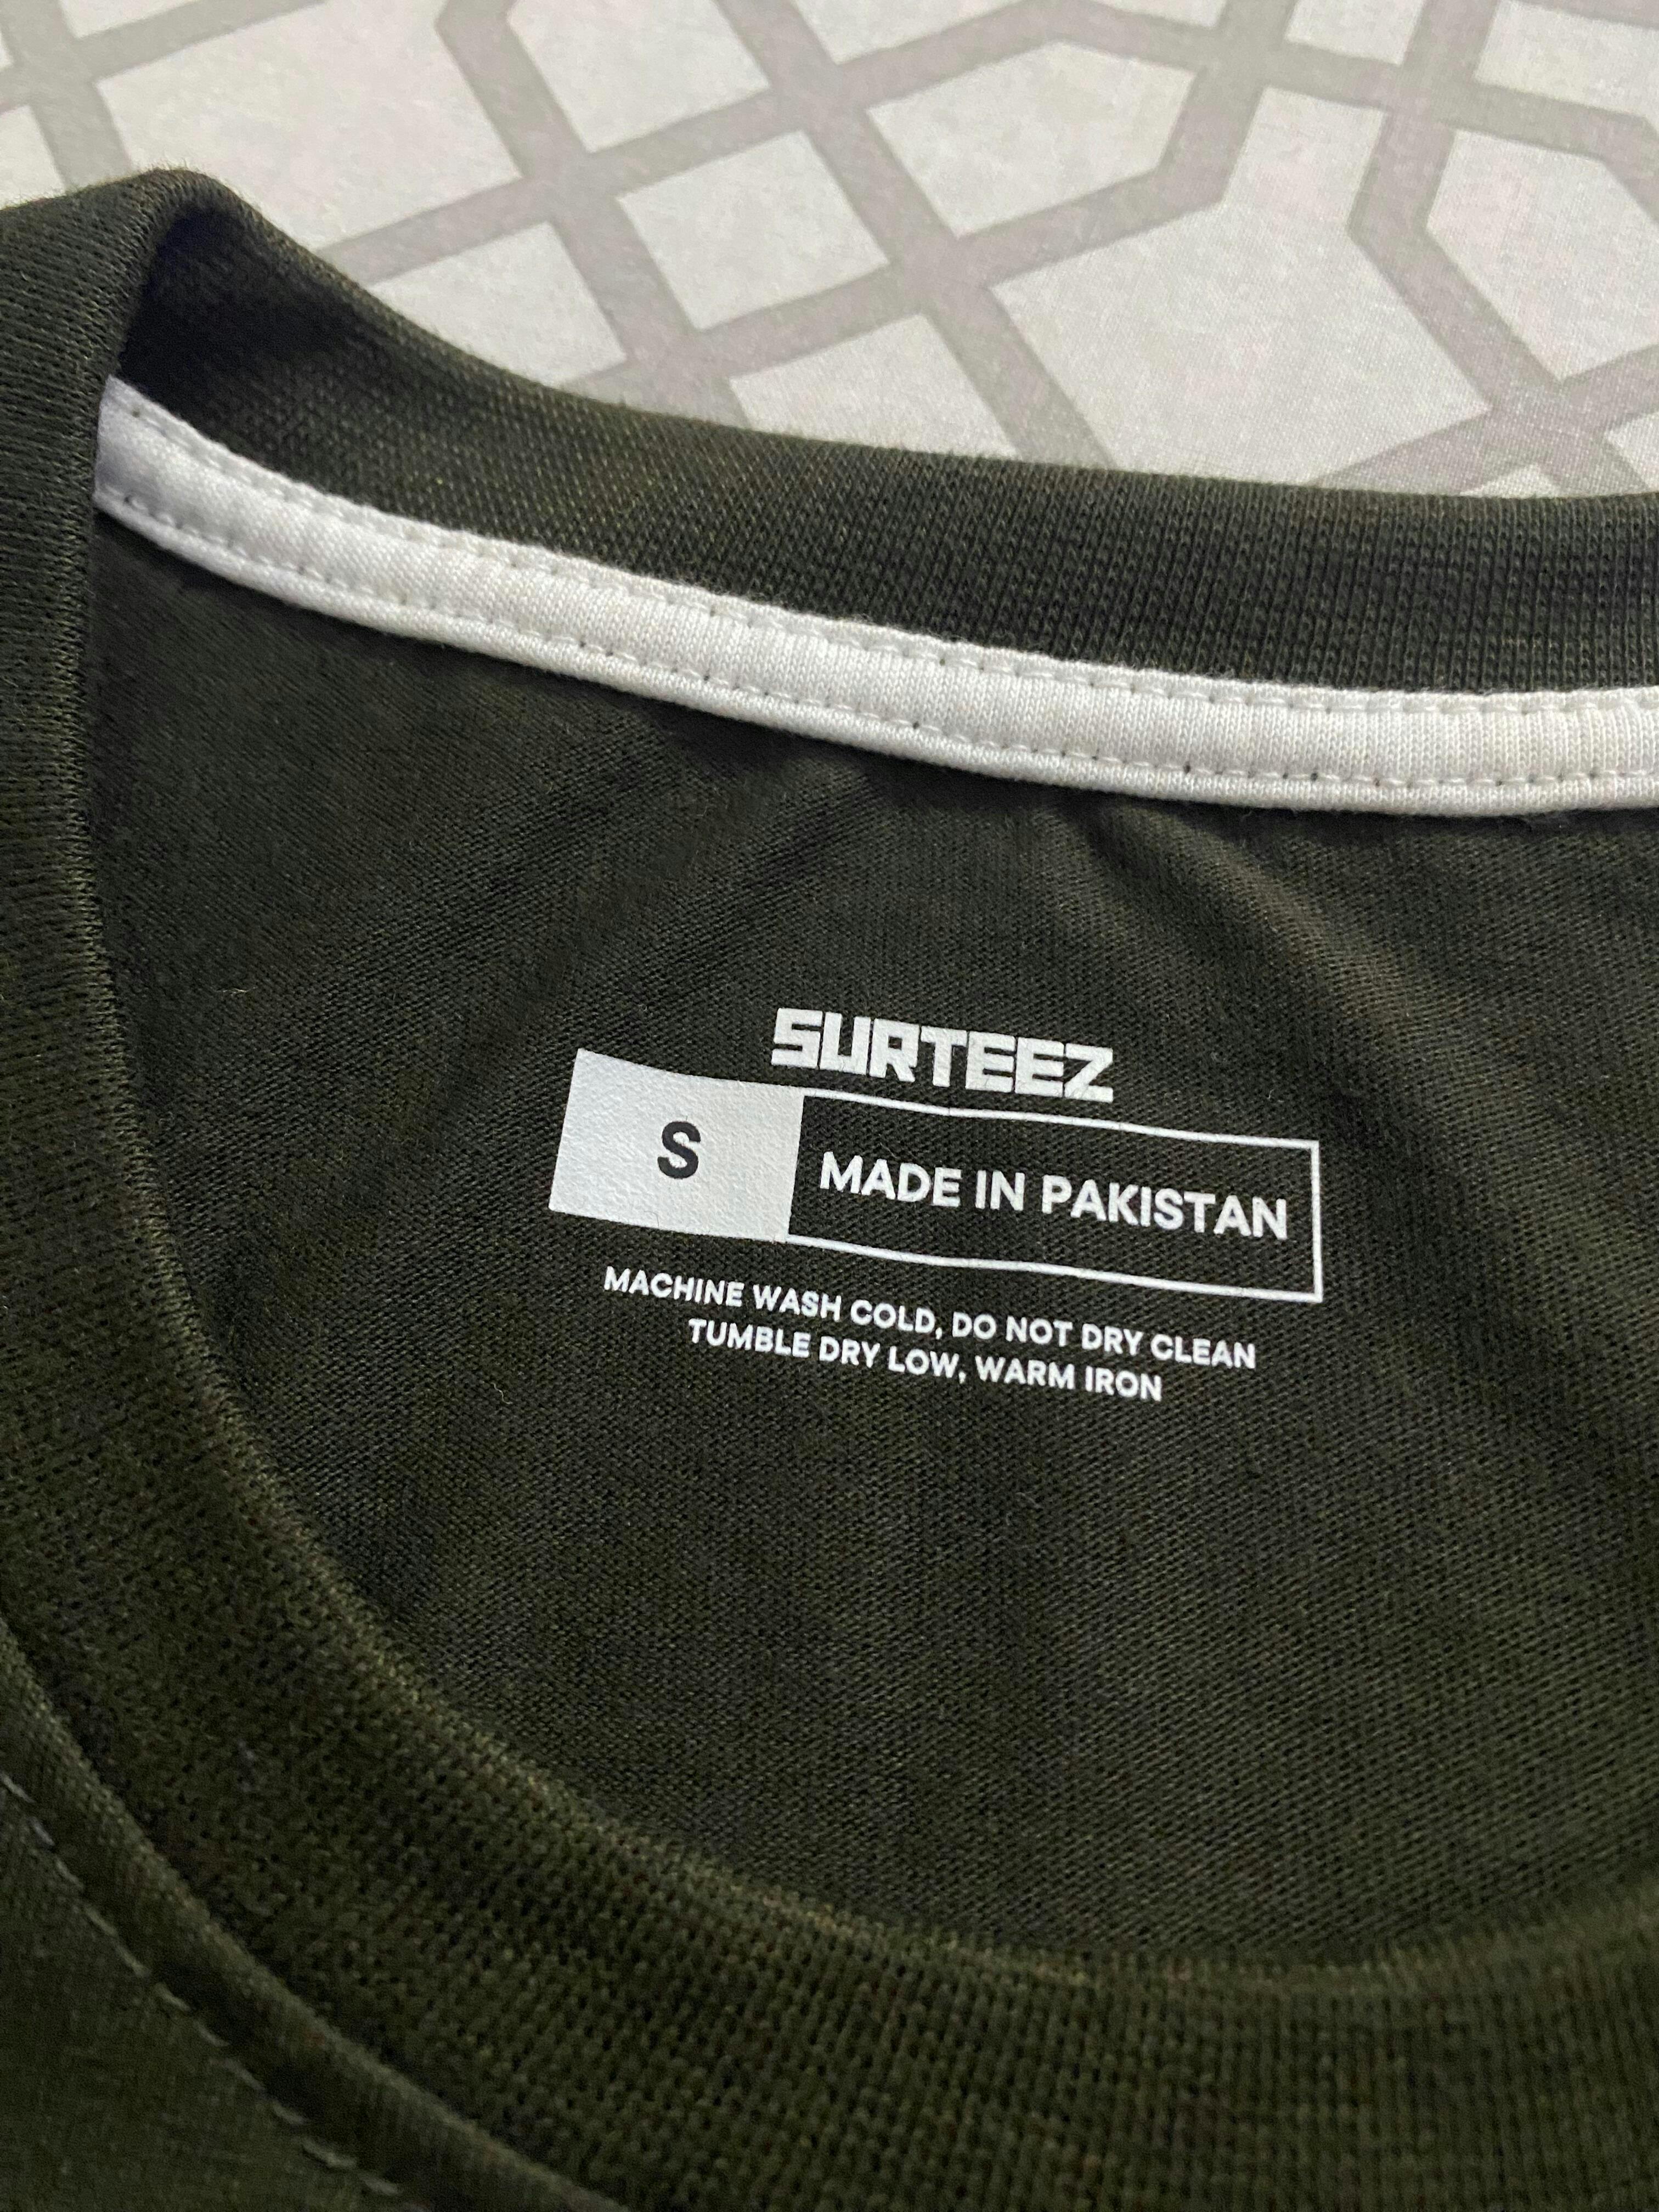 SURTEEZ
S
MADE IN PAKISTAN
MACHINE WASH COLD, DO NOT DRY CLEAN
TUMBLE DRY LOW, WARM IRON